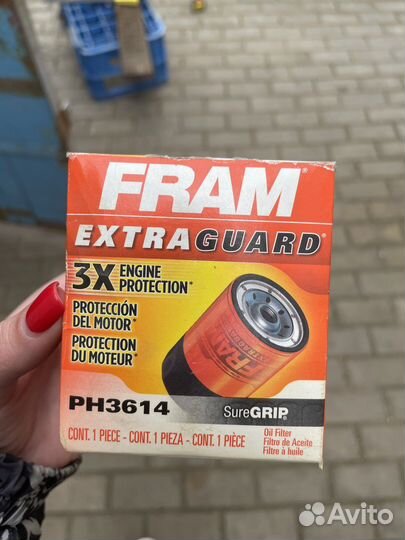 FRAM
EXTRAGUARD®
3X ENGINE
PROTECTION*
PROTECCIÓN
DEL MOTOR*
PROTECTION
DU MOTEUR*
FRAM
PH3614
SureGRIP®
CONT. 1 PIECE - CONT. 1 PIEZA - CONT. 1 PIÈCE
Oil Filter
Filtro de Aceite
Filtre à huile
Avito